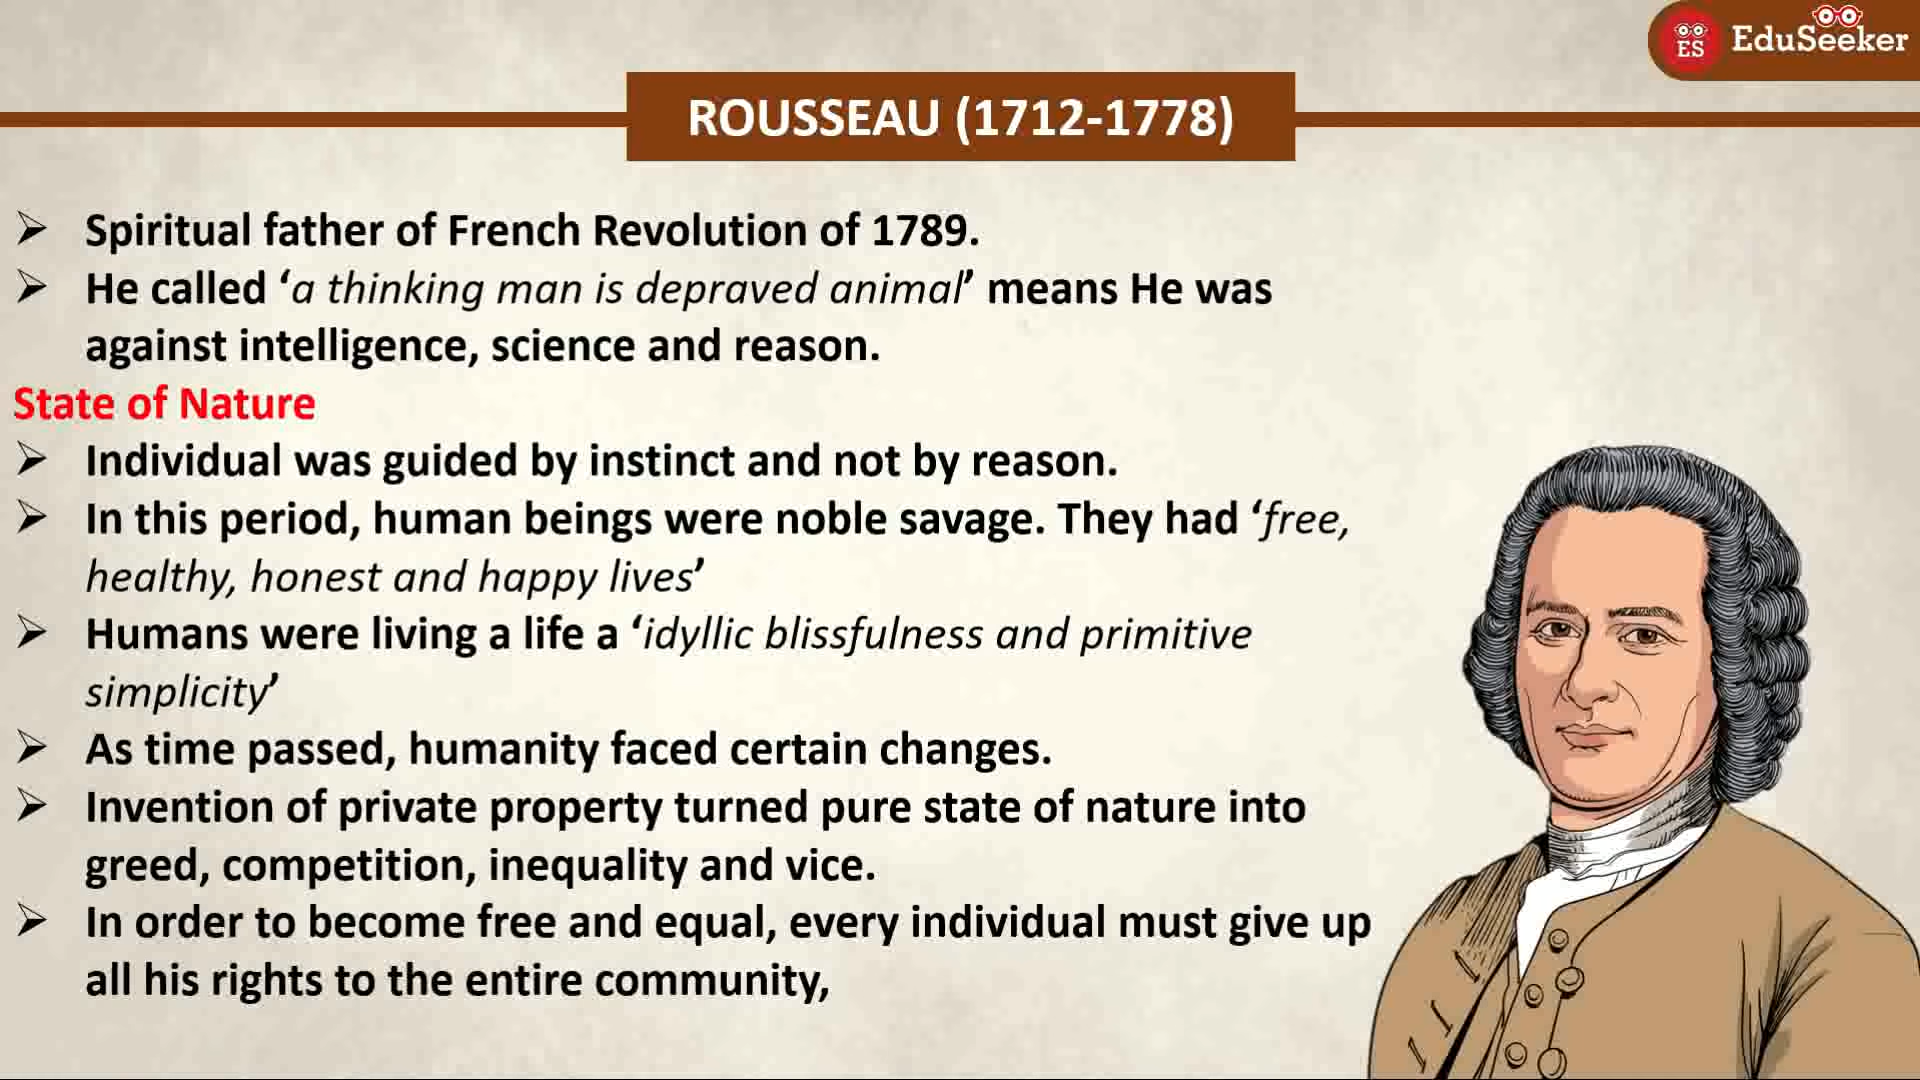 ES EduSeeker
ROUSSEAU (1712-1778)
➢ Spiritual father of French Revolution of 1789.
➢ He called ‘a thinking man is depraved animal’ means He was
against intelligence, science and reason.
State of Nature
➢ Individual was guided by instinct and not by reason.
➢ In this period, human beings were noble savage. They had ‘free,
healthy, honest and happy lives’
➢ Humans were living a life a ‘idyllic blissfulness and primitive
simplicity’
➢ As time passed, humanity faced certain changes.
➢ Invention of private property turned pure state of nature into
greed, competition, inequality and vice.
➢ In order to become free and equal, every individual must give up
all his rights to the entire community,